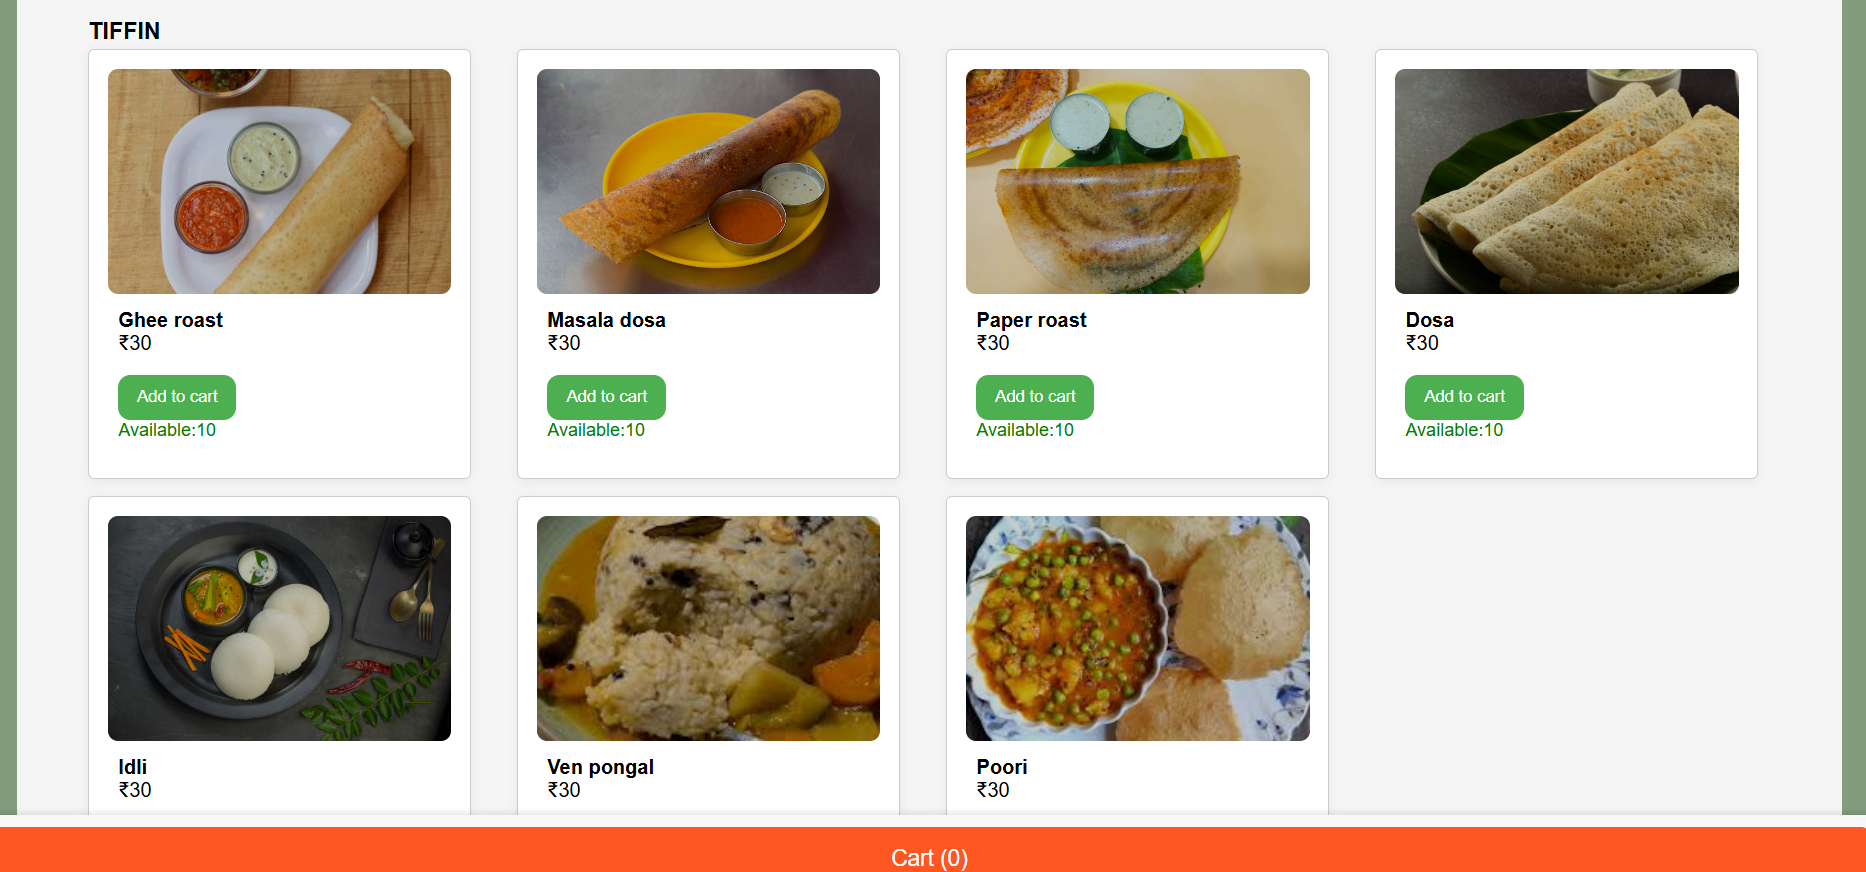 TIFFIN
Ghee roast
₹30
Add to cart
Available:10
Masala dosa
₹30
Add to cart
Available:10
Paper roast
₹30
Add to cart
Available:10
Dosa
₹30
Add to cart
Available:10
Idli
₹30
Ven pongal
₹30
Poori
₹30
Cart (0)